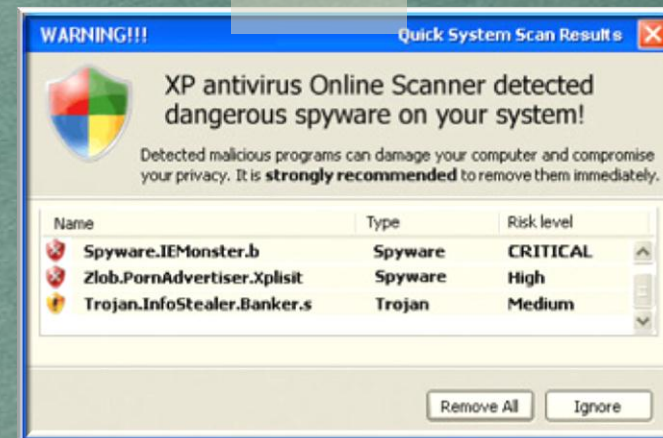 WARNING!!! Quick System Scan Results
XP antivirus Online Scanner detected
dangerous spyware on your system!
Detected malicious programs can damage your computer and compromise
your privacy. It is strongly recommended to remove them immediately.
Name Type Risk level
Spyware.IEMonster.b Spyware CRITICAL
Zlob.PornAdvertiser.Xplisit Spyware High
Trojan.InfoStealer.Banker.s Trojan Medium
Remove All Ignore